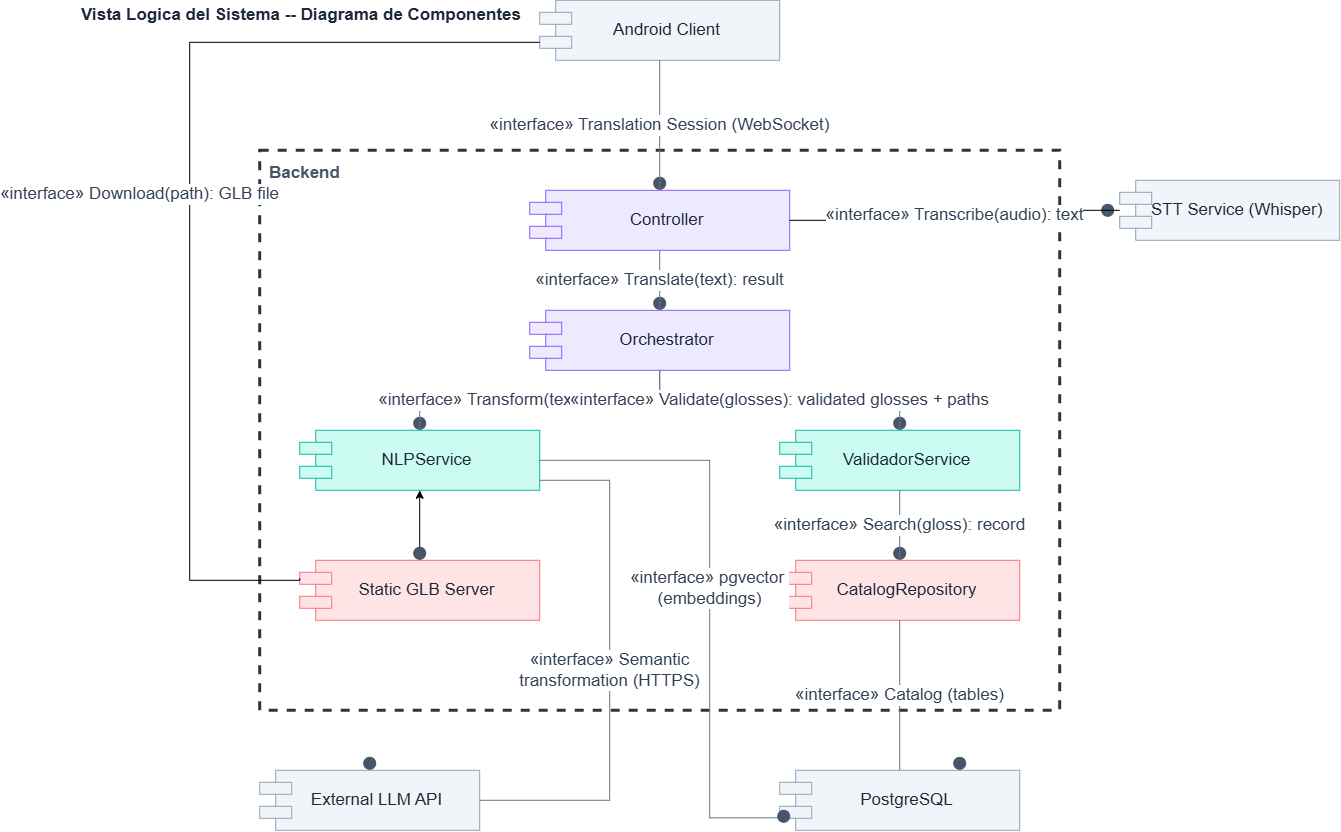 Vista Logica del Sistema -- Diagrama de Componentes
Android Client
«interface» Translation Session (WebSocket)
Backend
«interface» Download(path): GLB file
Controller
«interface» Transcribe(audio): text
STT Service (Whisper)
«interface» Translate(text): result
Orchestrator
«interface» Transform(tex
«interface» Validate(glosses): validated glosses + paths
NLPService
ValidadorService
«interface» Search(gloss): record
Static GLB Server
«interface» pgvector
(embeddings)
CatalogRepository
«interface» Semantic
transformation (HTTPS)
«interface» Catalog (tables)
External LLM API
PostgreSQL